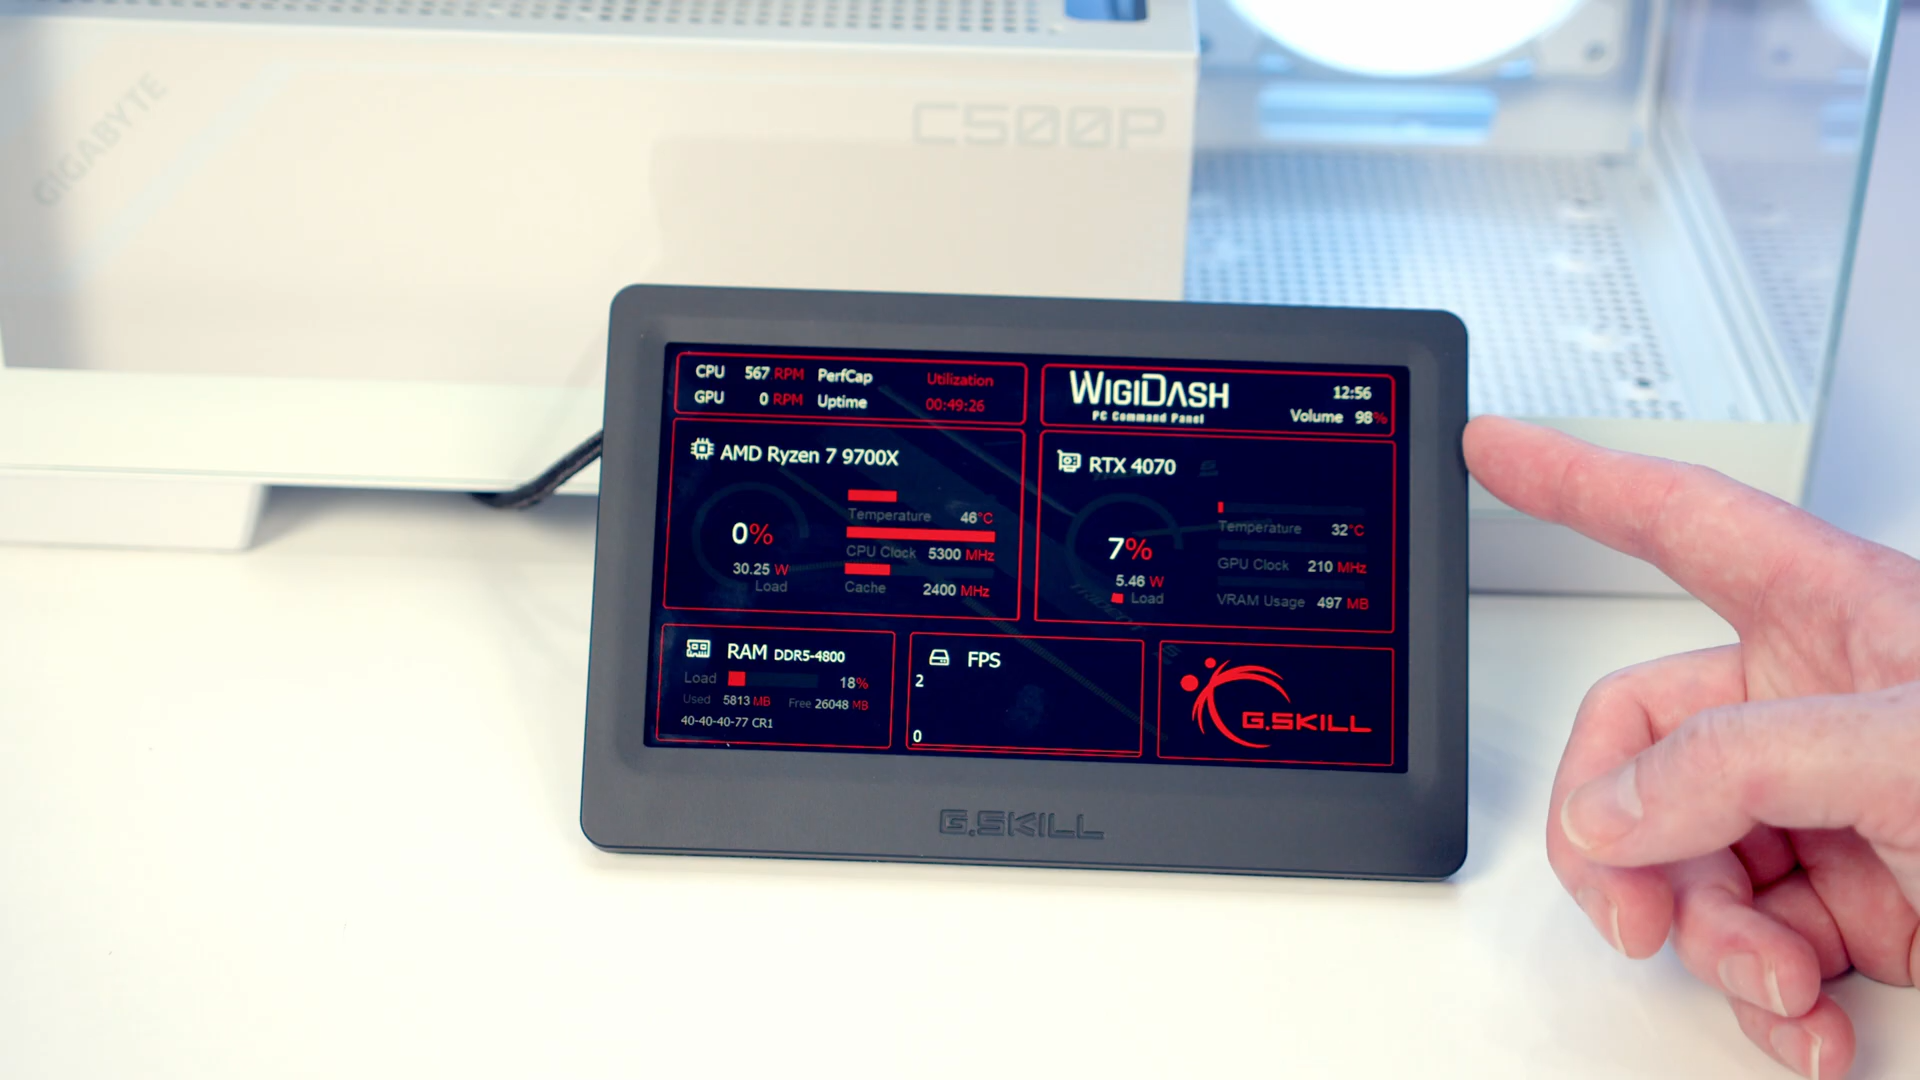 GIGABYTE
C500P
CPU 567 RPM PerfCap Utilization
GPU 0 RPM Uptime 00:49:26
WIGIDASH
PC Command Panel
12:56
Volume 98%
AMD Ryzen 7 9700X
0%
30.25 W
Load
Temperature 46°C
CPU Clock 5300 MHz
Cache 2400 MHz
RTX 4070
7%
5.46 W
Load
Temperature 32°C
GPU Clock 210 MHz
VRAM Usage 497 MB
RAM DDR5-4800
Load 18%
Used 5813 MB Free 26048 MB
40-40-40-77 CR1
FPS
2
0
G.SKILL
G.SKILL